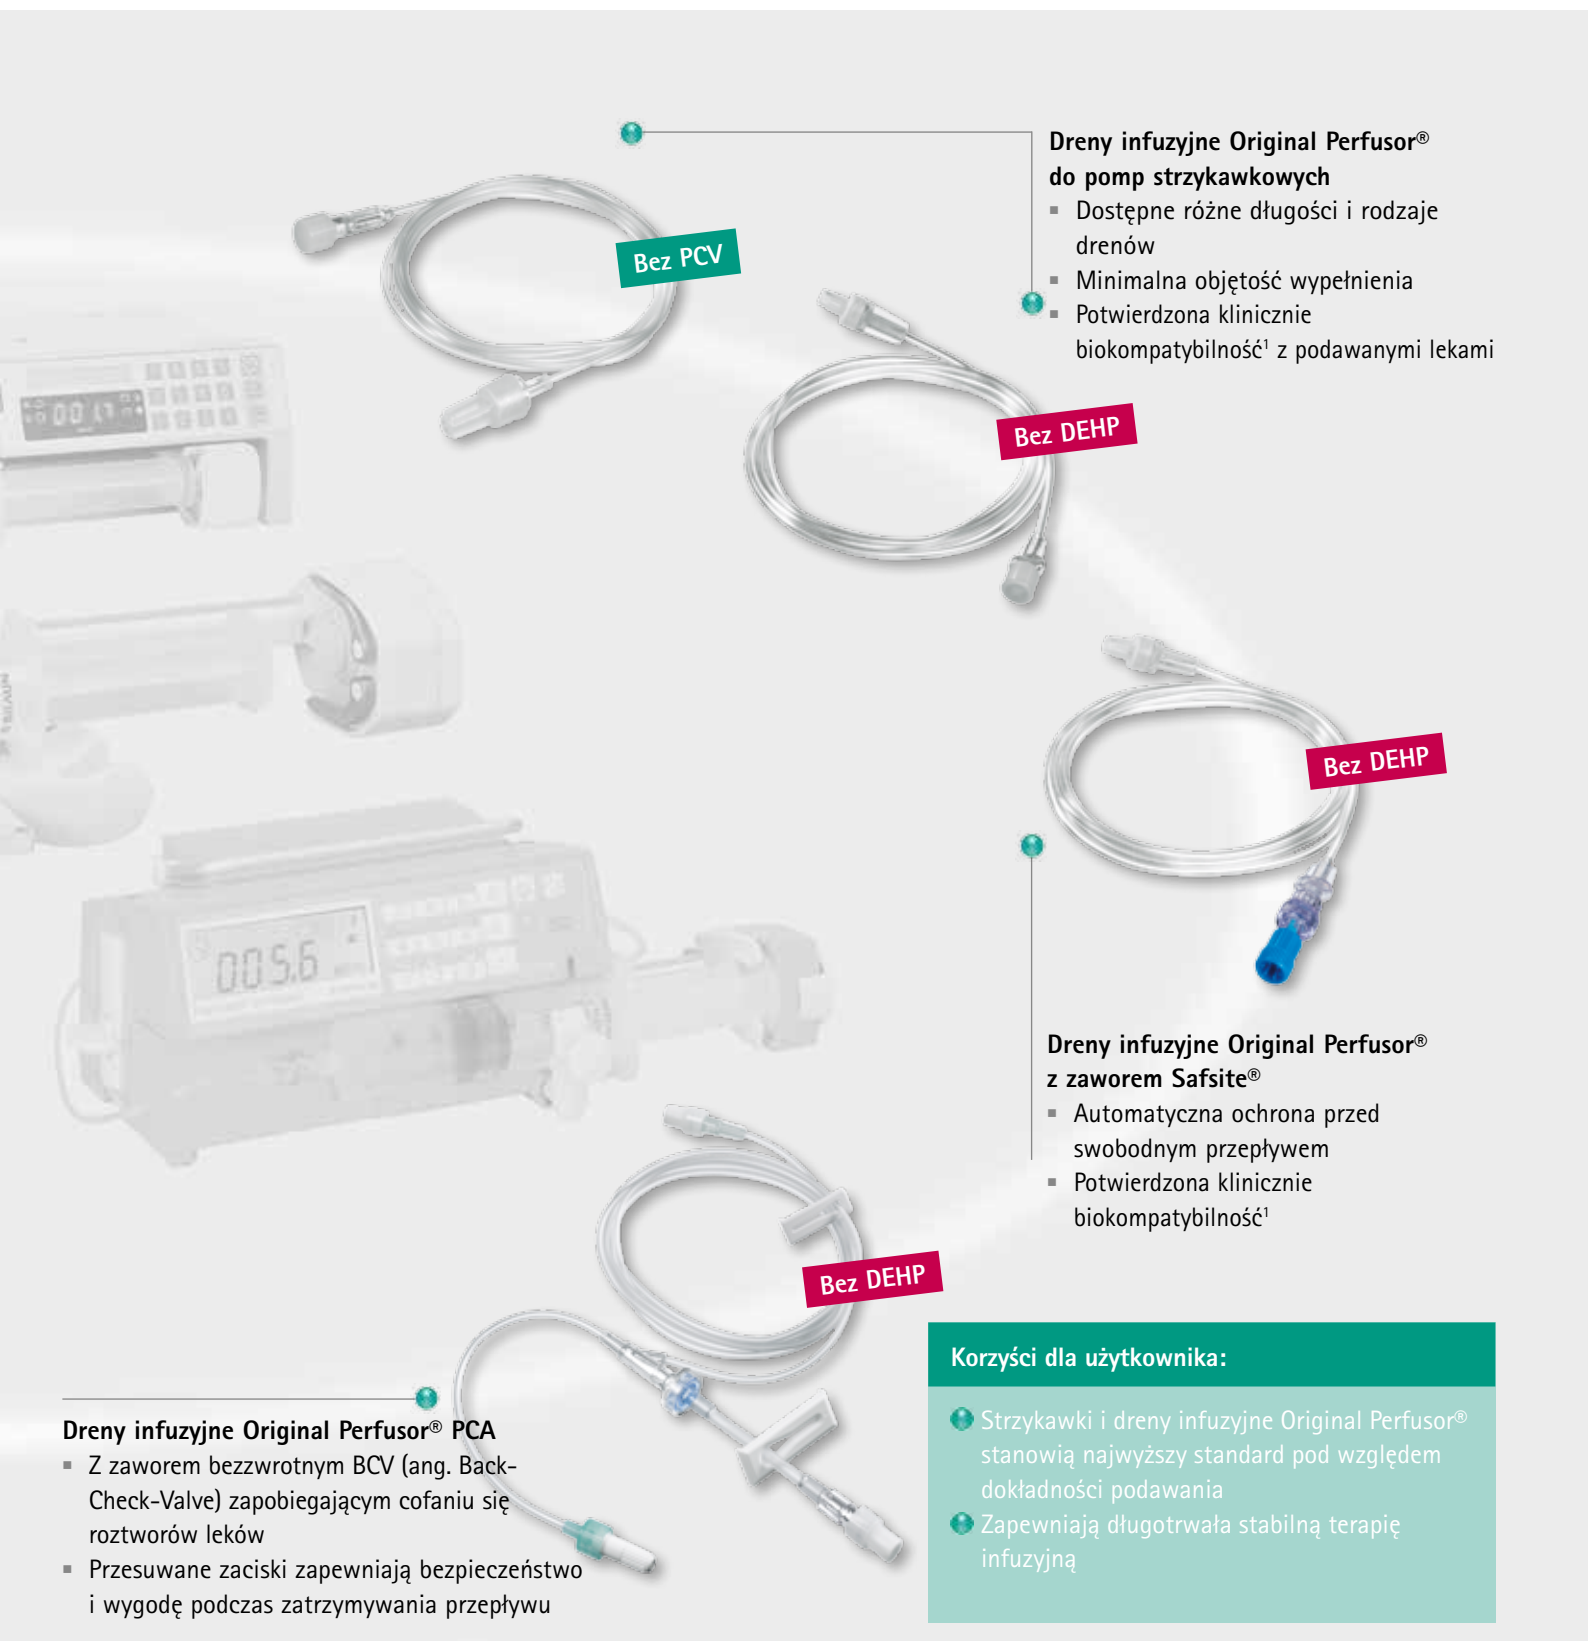 Dreny infuzyjne Original Perfusor®
do pomp strzykawkowych
▪ Dostępne różne długości i rodzaje
drenów
▪ Minimalna objętość wypełnienia
▪ Potwierdzona klinicznie
biokompatybilność¹ z podawanymi lekami
Bez PCV
Bez DEHP
Bez DEHP
005.6
Dreny infuzyjne Original Perfusor®
z zaworem Safsite®
▪ Automatyczna ochrona przed
swobodnym przepływem
▪ Potwierdzona klinicznie
biokompatybilność¹
Bez DEHP
Dreny infuzyjne Original Perfusor® PCA
▪ Z zaworem bezzwrotnym BCV (ang. Back-
Check-Valve) zapobiegającym cofaniu się
roztworów leków
▪ Przesuwane zaciski zapewniają bezpieczeństwo
i wygodę podczas zatrzymywania przepływu
Korzyści dla użytkownika:
Strzykawki i dreny infuzyjne Original Perfusor®
stanowią najwyższy standard pod względem
dokładności podawania
Zapewniają długotrwała stabilną terapię
infuzyjną